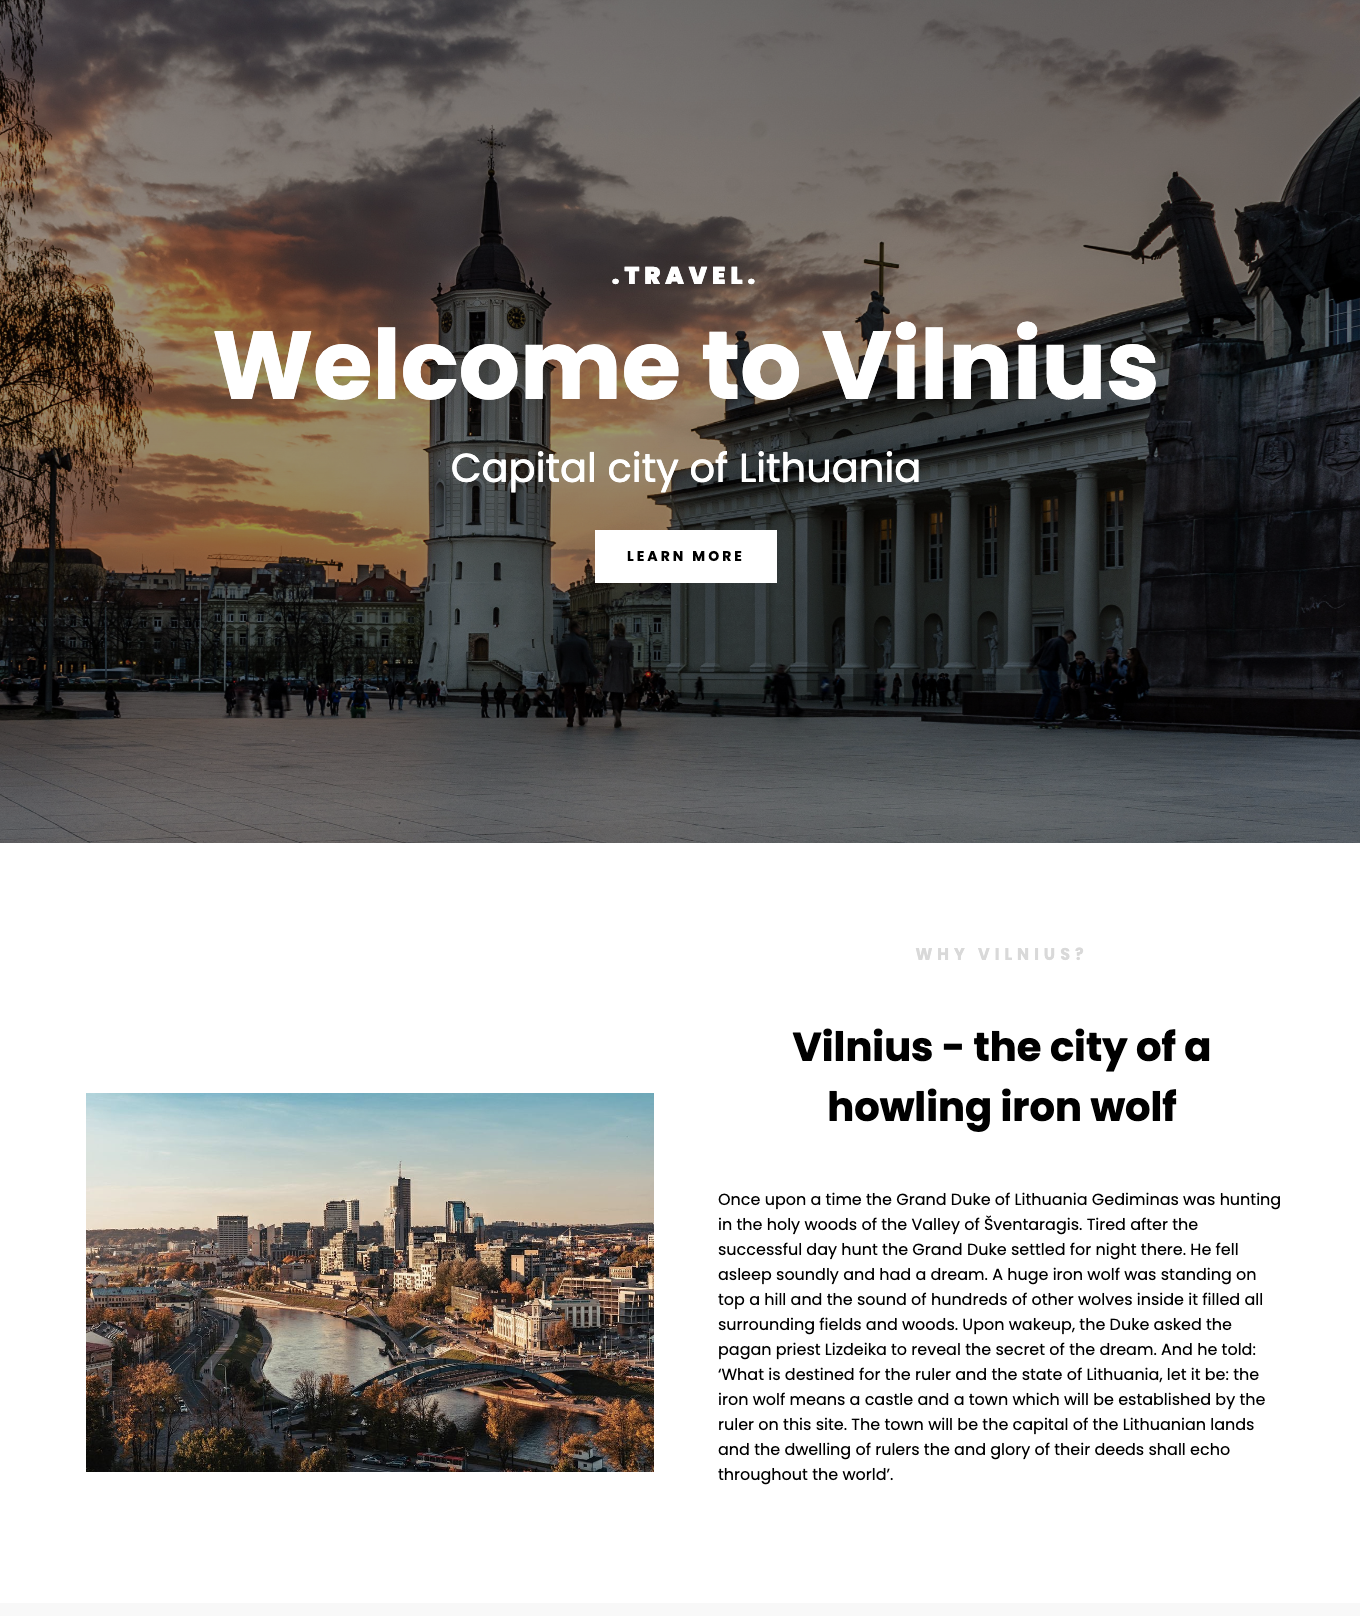 .TRAVEL.
Welcome to Vilnius
Capital city of Lithuania
LEARN MORE
WHY VILNIUS?
Vilnius - the city of a
howling iron wolf
Once upon a time the Grand Duke of Lithuania Gediminas was hunting
in the holy woods of the Valley of Šventaragis. Tired after the
successful day hunt the Grand Duke settled for night there. He fell
asleep soundly and had a dream. A huge iron wolf was standing on
top a hill and the sound of hundreds of other wolves inside it filled all
surrounding fields and woods. Upon wakeup, the Duke asked the
pagan priest Lizdeika to reveal the secret of the dream. And he told:
‘What is destined for the ruler and the state of Lithuania, let it be: the
iron wolf means a castle and a town which will be established by the
ruler on this site. The town will be the capital of the Lithuanian lands
and the dwelling of rulers the and glory of their deeds shall echo
throughout the world’.